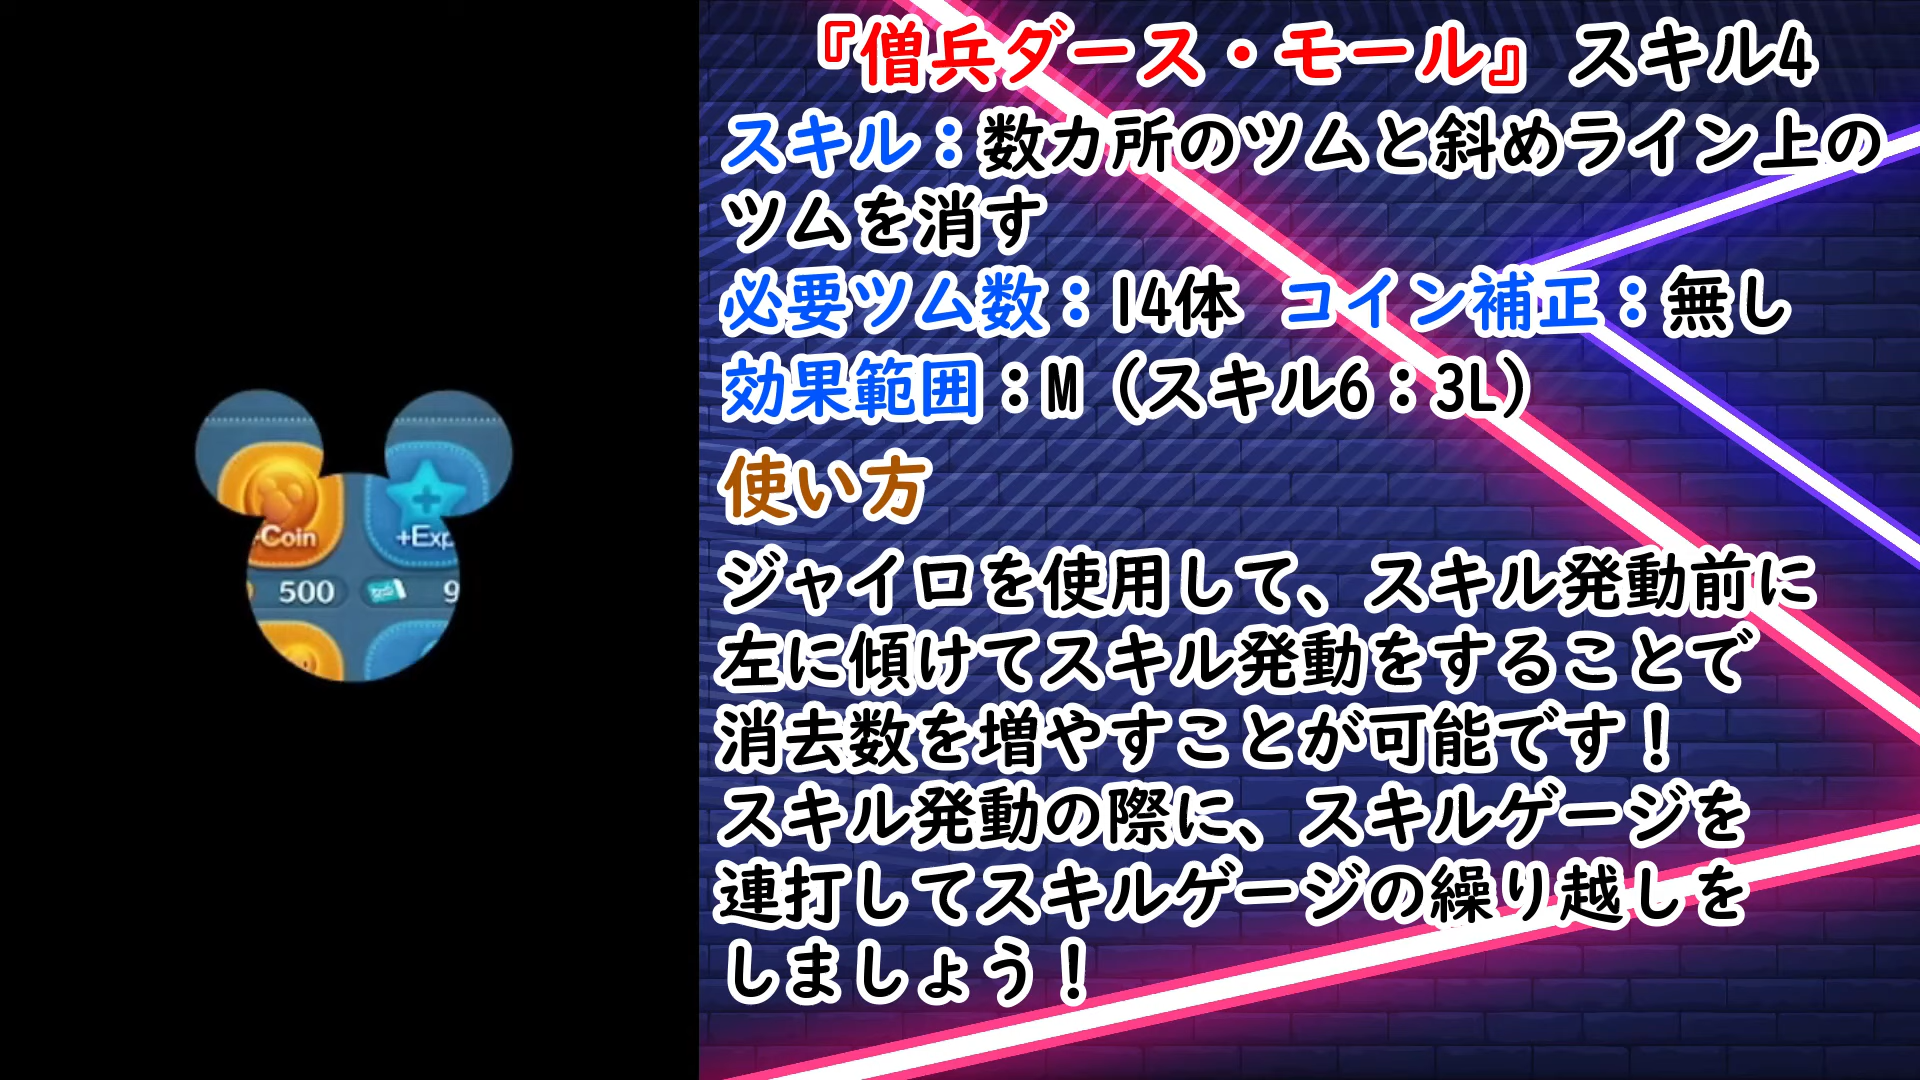 『僧兵ダース・モール』 スキル4
スキル：数カ所のツムと斜めライン上の
ツムを消す
必要ツム数：14体 コイン補正：無し
効果範囲：M（スキル6：3L）
使い方
ジャイロを使用して、スキル発動前に
左に傾けてスキル発動をすることで
消去数を増やすことが可能です！
スキル発動の際に、スキルゲージを
連打してスキルゲージの繰り越しを
しましょう！
Coin
+Exp
500
9